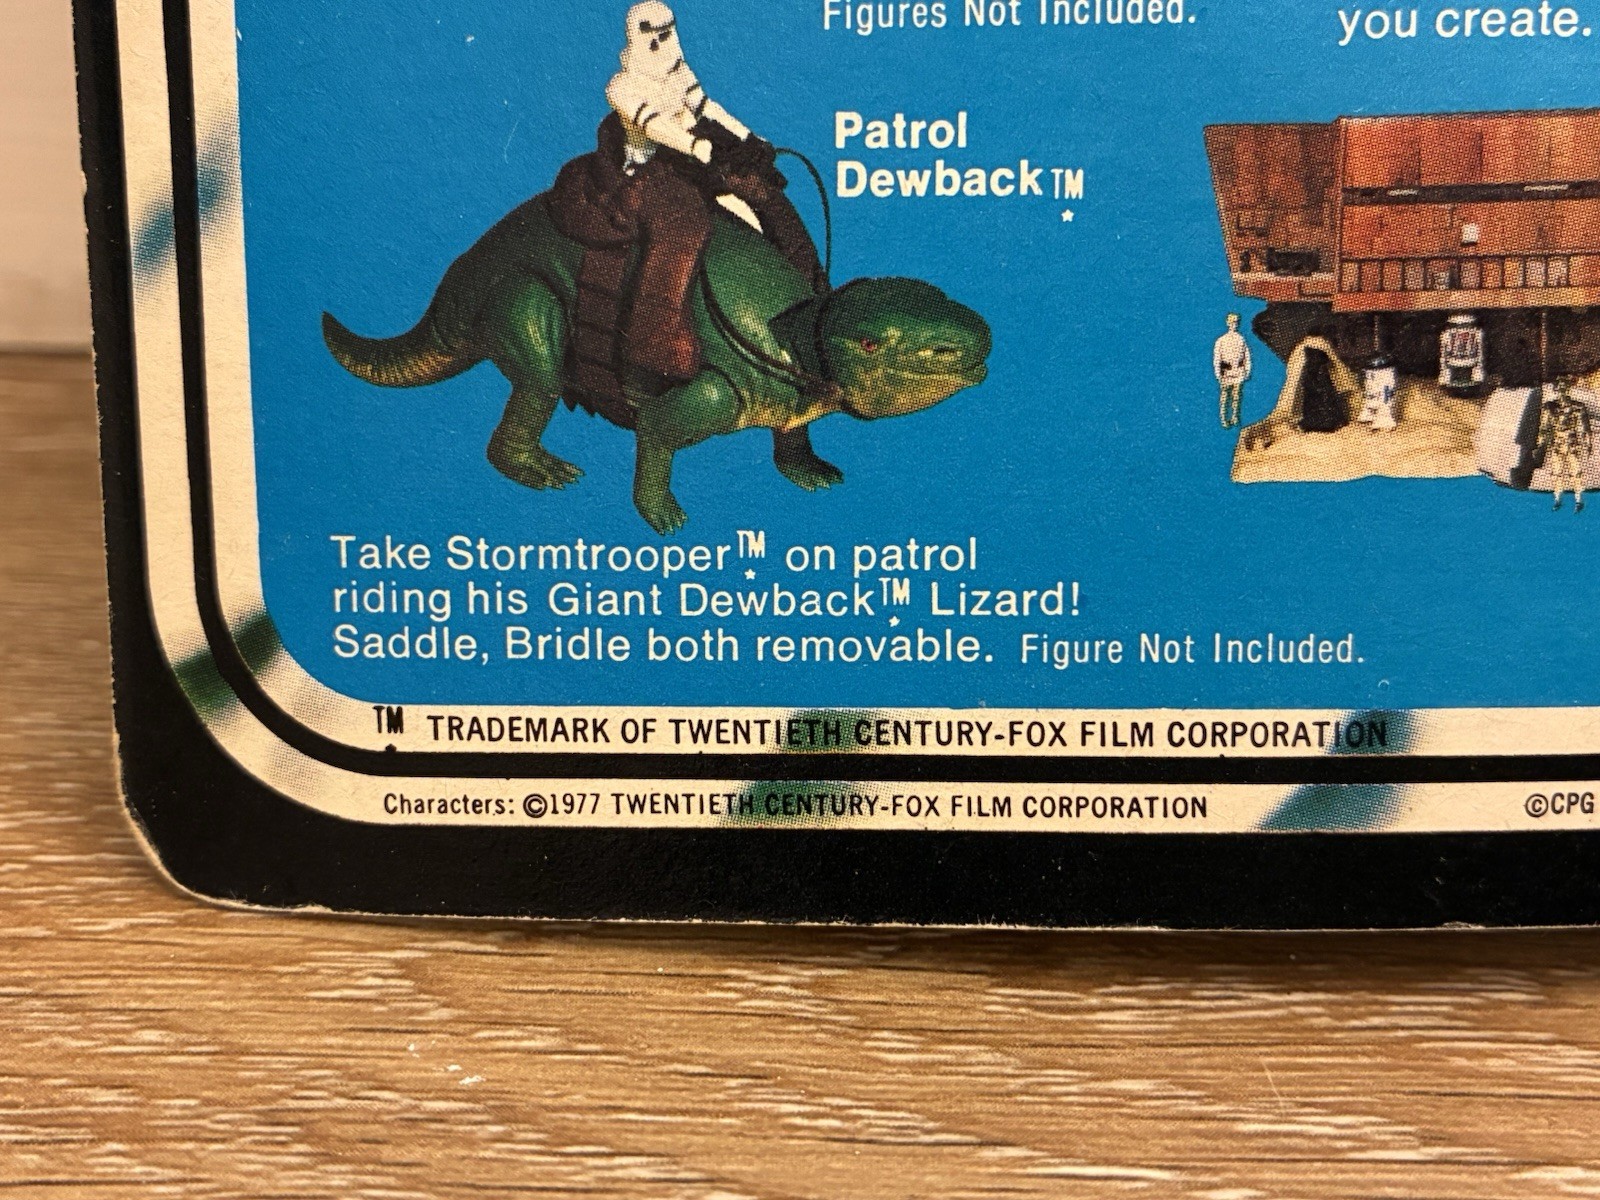 Figures Not Included.
you create.
Patrol
Dewback™
*
Take Stormtrooper™* on patrol
riding his Giant Dewback™* Lizard!
Saddle, Bridle both removable. Figure Not Included.
™* TRADEMARK OF TWENTIETH CENTURY-FOX FILM CORPORATION
Characters: ©1977 TWENTIETH CENTURY-FOX FILM CORPORATION
©CPG